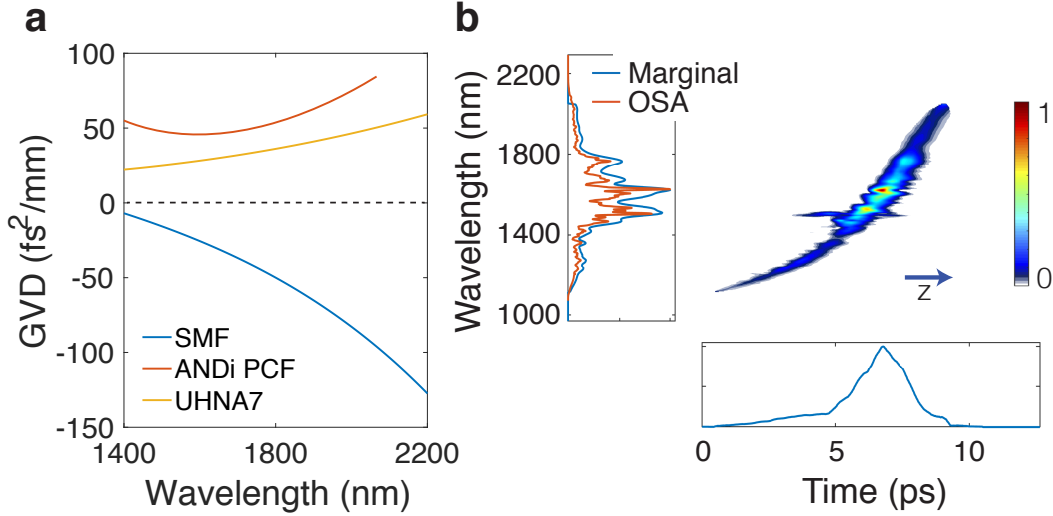 a
GVD (fs²/mm)
100
50
0
-50
-100
-150
SMF
ANDi PCF
UHNA7
1400
1800
2200
Wavelength (nm)
b
Wavelength (nm)
2200
1800
1400
1000
Marginal
OSA
z
1
0
0
5
10
Time (ps)